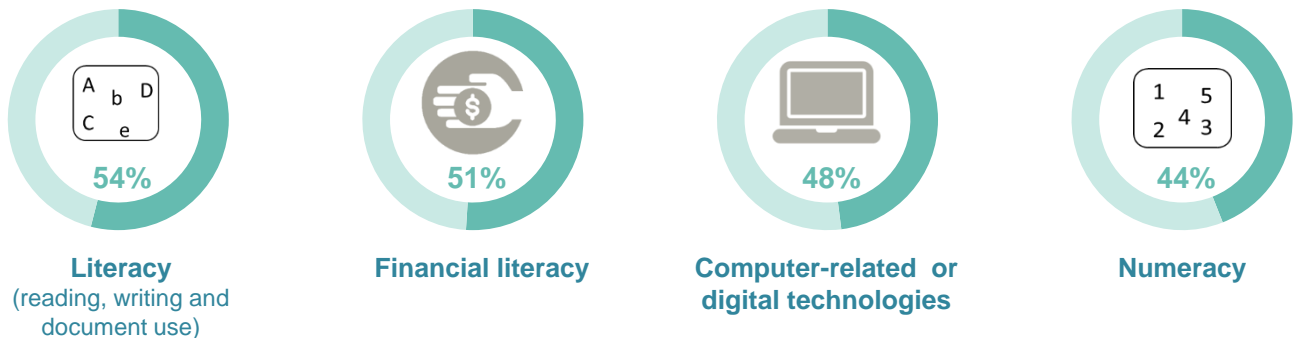 A b D
C e
54%
Literacy
(reading, writing and
document use)
$
51%
Financial literacy
48%
Computer-related or
digital technologies
1 5
4
2 3
44%
Numeracy